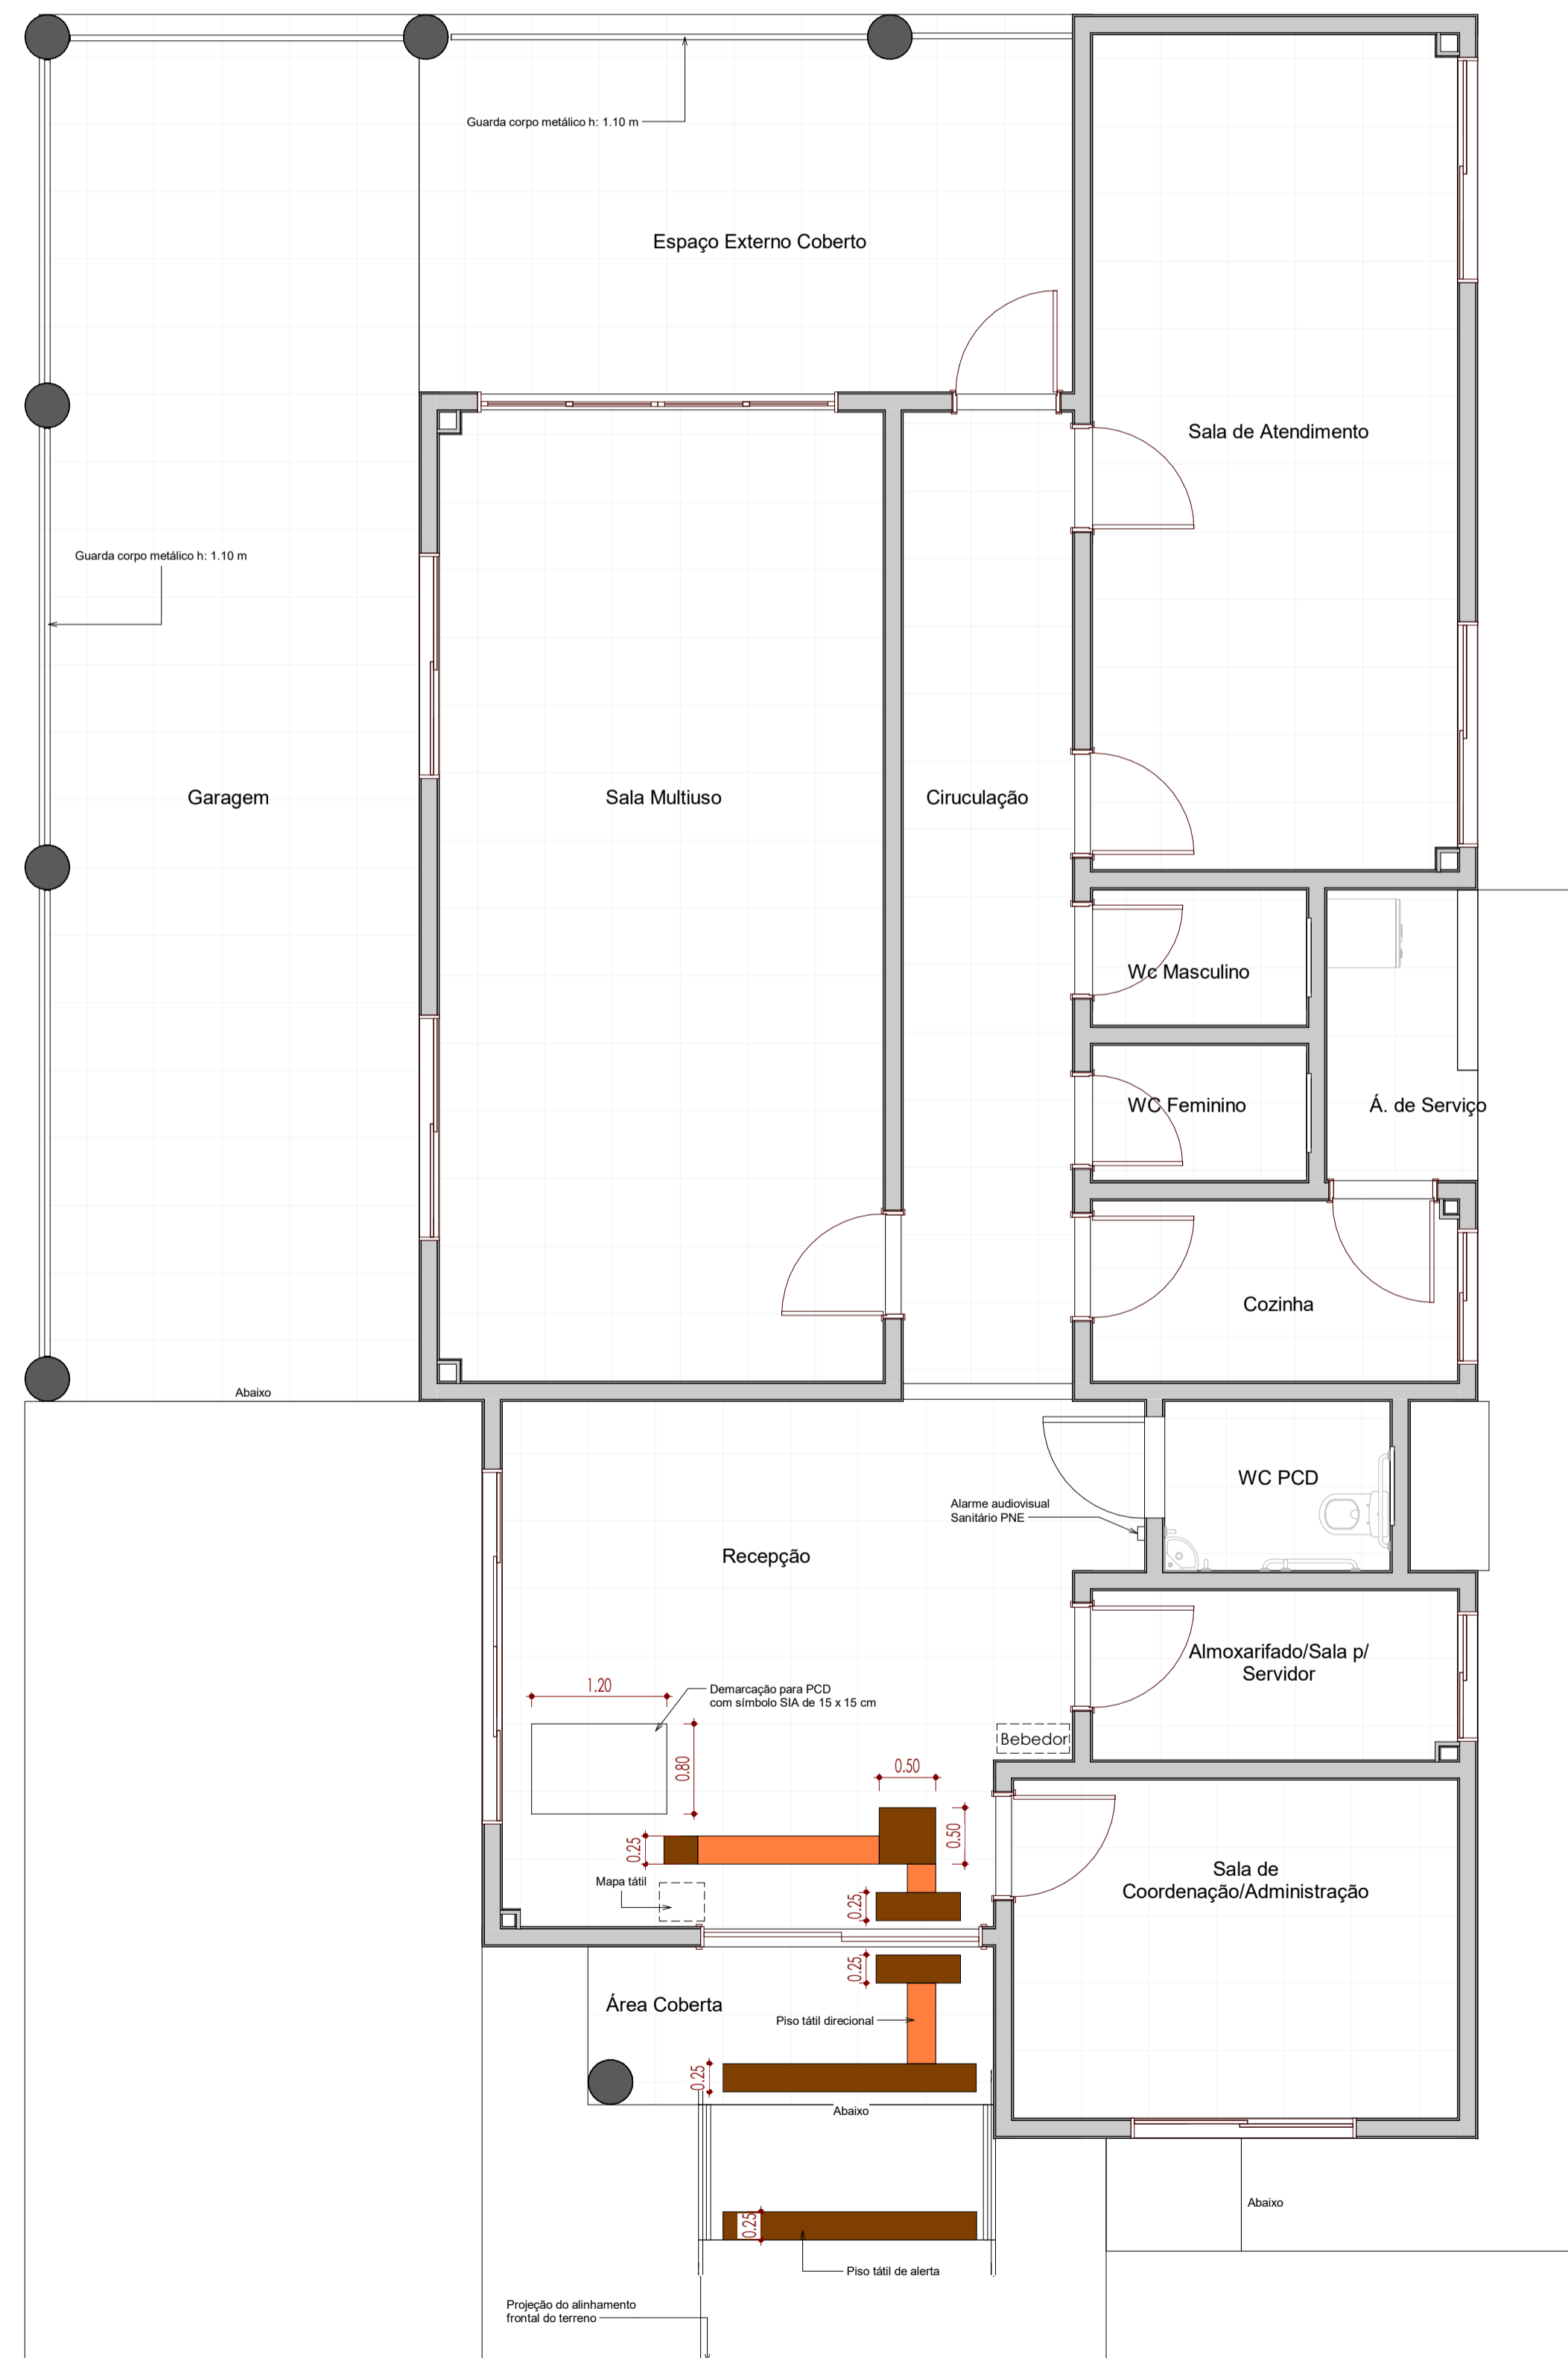 Guarda corpo metálico h: 1.10 m
Espaço Externo Coberto
Sala de Atendimento
Guarda corpo metálico h: 1.10 m
Garagem
Sala Multiuso
Ciruculação
Wc Masculino
WC Feminino
Á. de Serviço
Cozinha
Abaixo
WC PCD
Alarme audiovisual
Sanitário PNE
Recepção
Almoxarifado/Sala p/
Servidor
1.20
Demarcação para PCD
com símbolo SIA de 15 x 15 cm
0.80
Bebedor
0.50
0.50
0.25
Mapa tátil
0.25
Sala de
Coordenação/Administração
0.25
Área Coberta
Piso tátil direcional
0.25
Abaixo
Abaixo
0.25
Piso tátil de alerta
Projeção do alinhamento
frontal do terreno